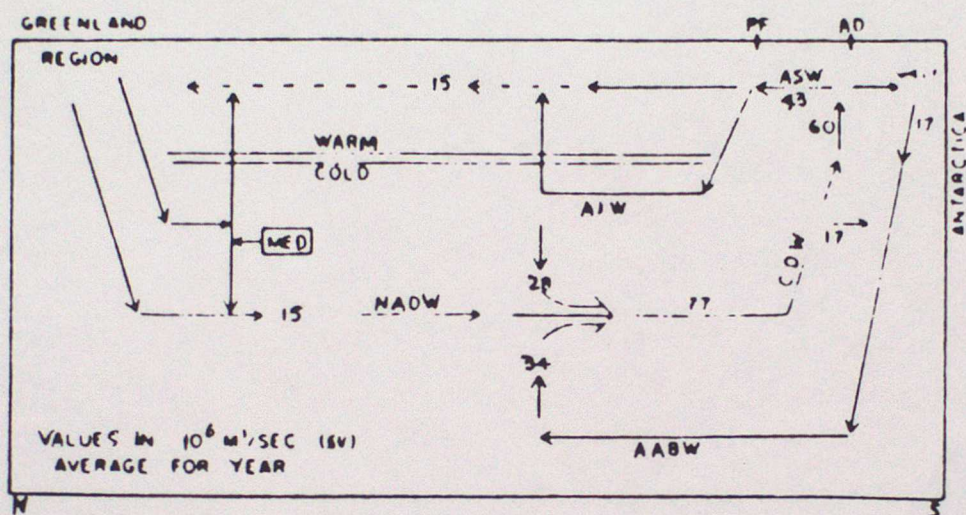 GREENLAND
PF
AD
REGION
15
ASW
43
60
17
WARM
COLD
AIW
ANTARCTICA
MED
17
28
CDW
15
NADW
77
34
VALUES IN 10⁶ M³/SEC (SV)
AABW
AVERAGE FOR YEAR
N
S